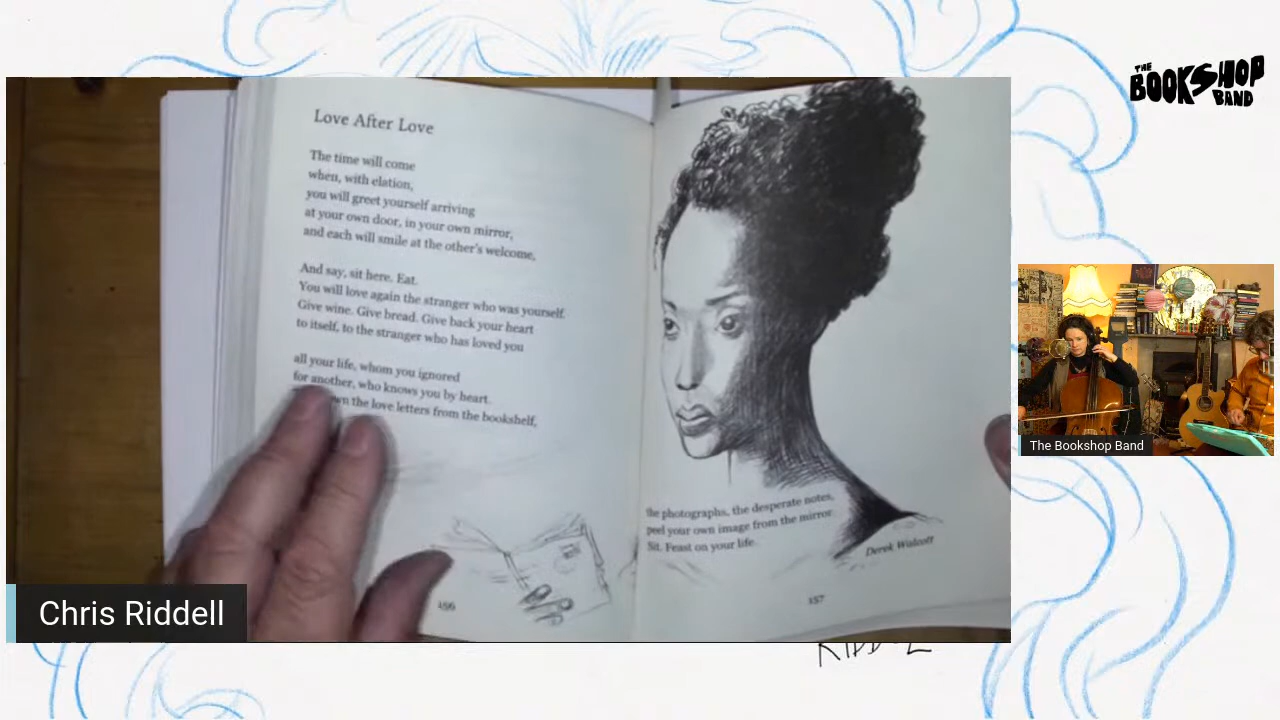 THE
BOOKSHOP
BAND
Love After Love
The time will come
when, with elation,
you will greet yourself arriving
at your own door, in your own mirror,
and each will smile at the other's welcome,
And say, sit here. Eat.
You will love again the stranger who was yourself.
Give wine. Give bread. Give back your heart
to itself, to the stranger who has loved you
all your life, whom you ignored
for another, who knows you by heart.
the love letters from the bookshelf,
156
the photographs, the desperate notes,
peel your own image from the mirror.
Sit. Feast on your life.
Derek Walcott
157
The Bookshop Band
Chris Riddell